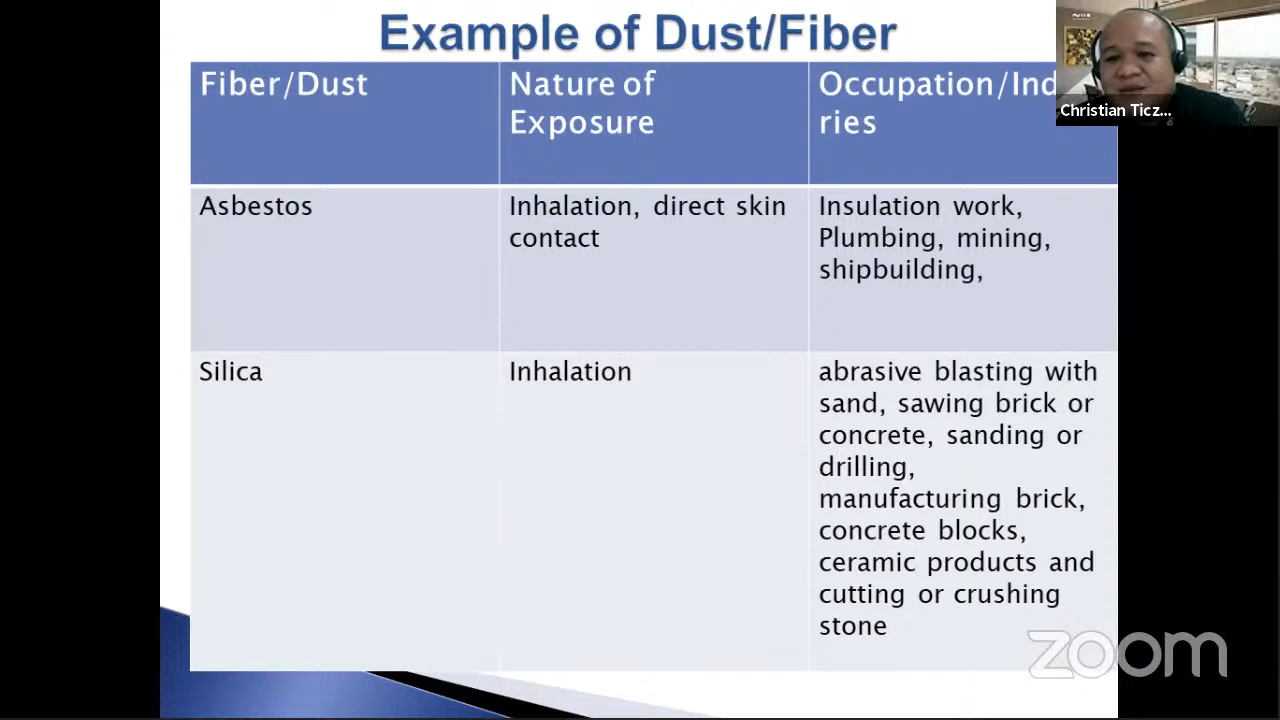 Example of Dust/Fiber
Fiber/Dust
Nature of
Exposure
Occupation/Ind
ries
Christian Ticz...
Asbestos
Inhalation, direct skin
contact
Insulation work,
Plumbing, mining,
shipbuilding,
Silica
Inhalation
abrasive blasting with
sand, sawing brick or
concrete, sanding or
drilling,
manufacturing brick,
concrete blocks,
ceramic products and
cutting or crushing
stone
zoom